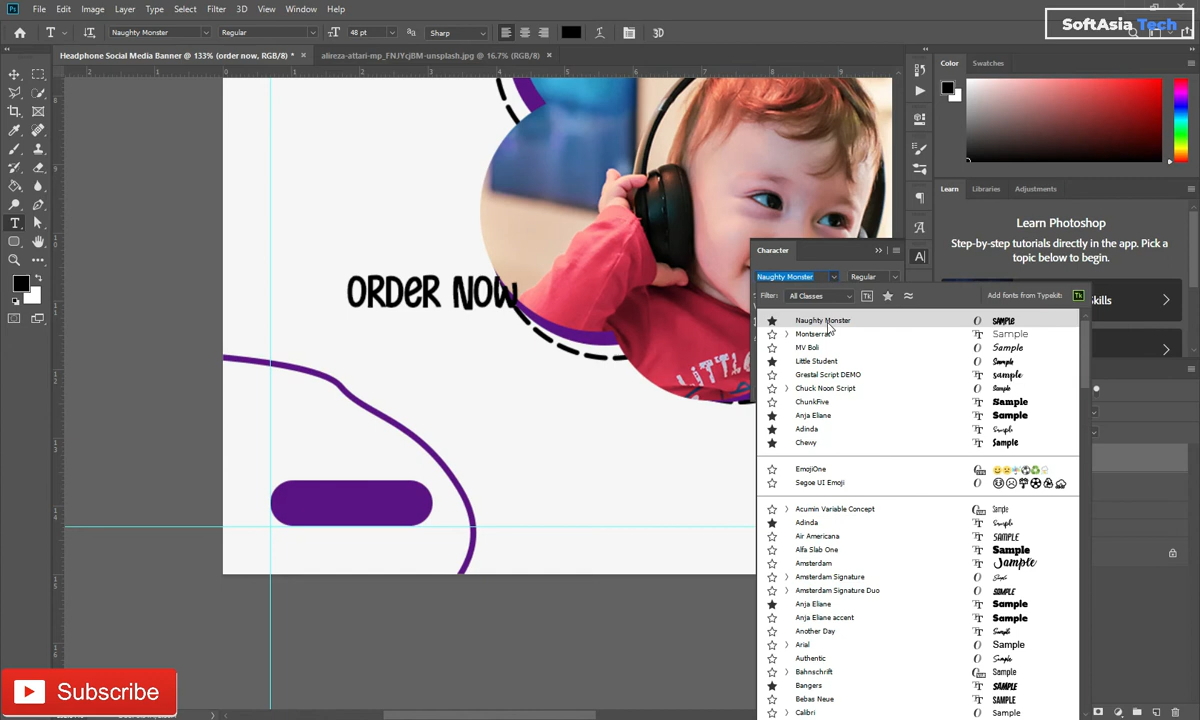 File Edit Image Layer Type Select Filter 3D View Window Help
SoftAsia Tech
Naughty Monster Regular 48 pt Sharp 3D
Headphone Social Media Banner @ 133% (order now, RGB/8) * × alireza-attari-mp_FNJYcjBM-unsplash.jpg @ 16.7% (RGB/8) ×
Color Swatches
Learn Libraries Adjustments
Learn Photoshop
Step-by-step tutorials directly in the app. Pick a
topic below to begin.
Skills
ORDER NOW
LITTLE
Character
Naughty Monster Regular
Filter: All Classes Tk Add fonts from Typekit: Tk
Naughty Monster SAMPLE
Montserrat Sample
MV Boli Sample
Little Student Sample
Grestal Script DEMO Sample
Chuck Noon Script Sample
ChunkFive Sample
Anja Eliane Sample
Adinda Sample
Chewy Sample
EmojiOne
Segoe UI Emoji
Acumin Variable Concept Sample
Adinda Sample
Air Americana SAMPLE
Alfa Slab One Sample
Amsterdam Sample
Amsterdam Signature Sample
Amsterdam Signature Duo SAMPLE
Anja Eliane Sample
Anja Eliane accent Sample
Another Day Sample
Arial Sample
Authentic Sample
Bahnschrift Sample
Bangers SAMPLE
Bebas Neue SAMPLE
Calibri Sample
Subscribe